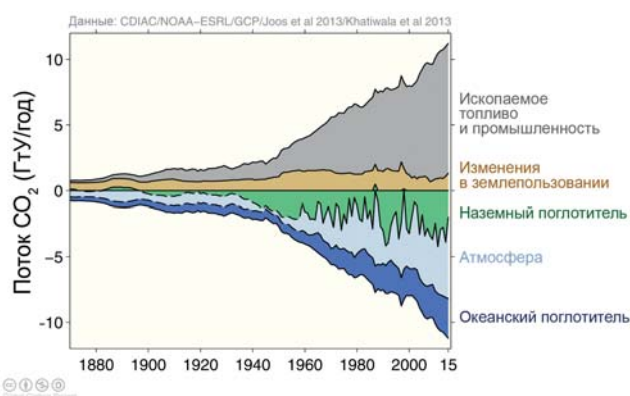 Данные: CDIAC/NOAA-ESRL/GCP/Joos et al 2013/Khatiwala et al 2013
Поток CO₂ (ГтУ/год)
10
5
0
-5
-10
Ископаемое
топливо
и промышленность
Изменения
в землепользовании
Наземный поглотитель
Атмосфера
Океанский поглотитель
1880 1900 1920 1940 1960 1980 2000 15